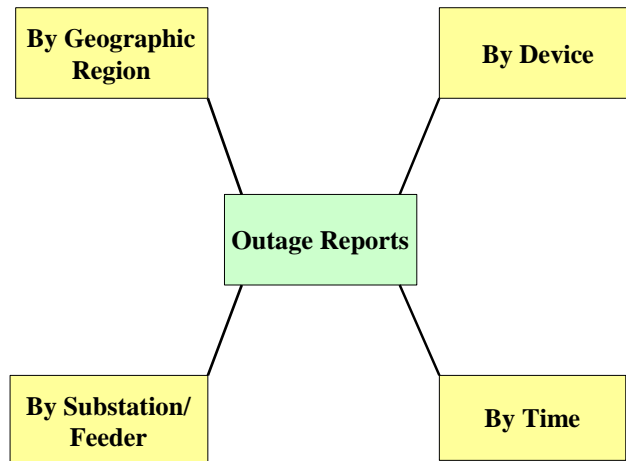 By Geographic
Region
By Device
Outage Reports
By Substation/
Feeder
By Time